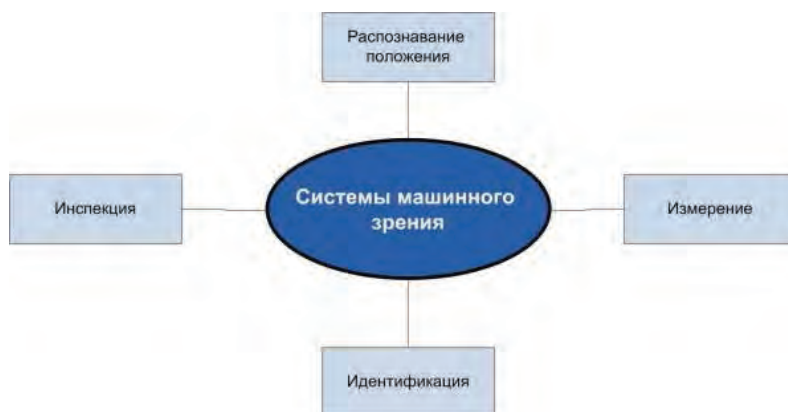 Распознавание
положения
Инспекция
Системы машинного
зрения
Измерение
Идентификация